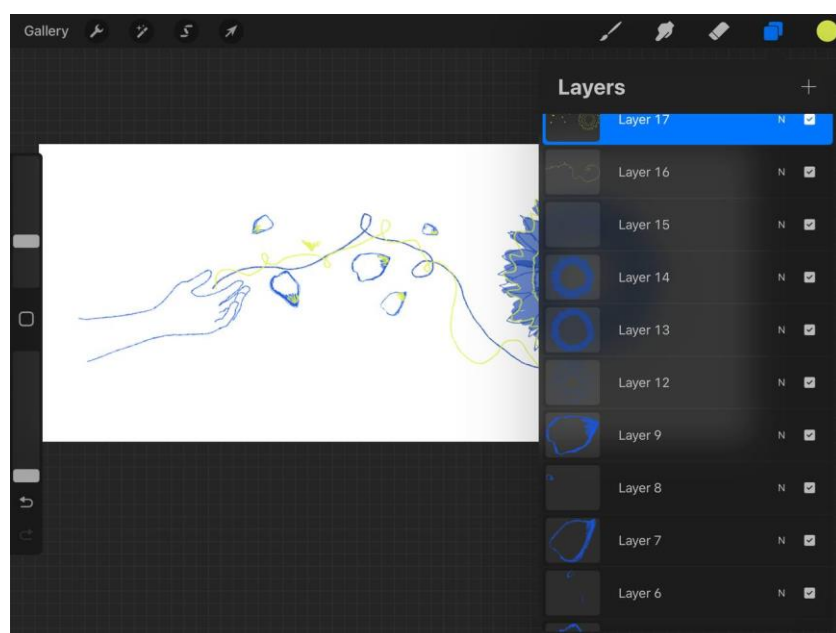 Gallery
Layers
Layer 17 N
Layer 16 N
Layer 15 N
Layer 14 N
Layer 13 N
Layer 12 N
Layer 9 N
Layer 8 N
Layer 7 N
Layer 6 N